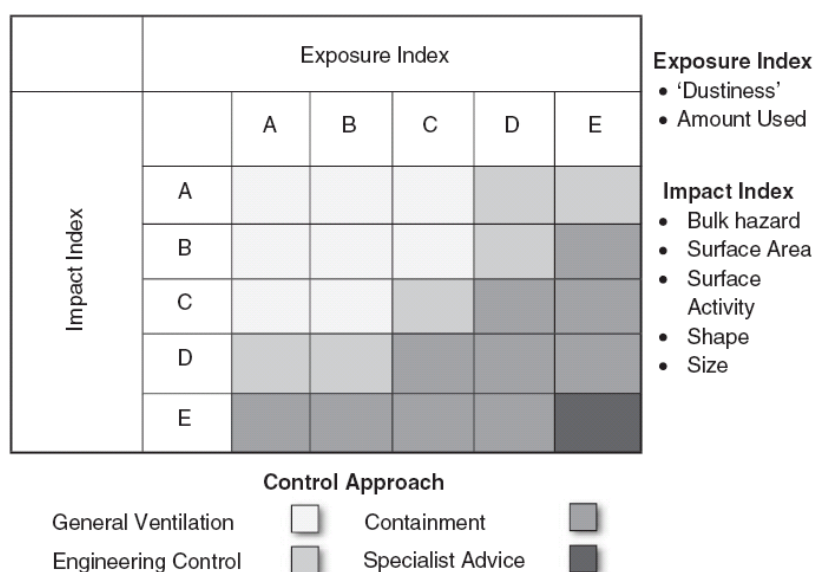 Exposure Index
A B C D E
Impact Index
A
B
C
D
E
Exposure Index
• 'Dustiness'
• Amount Used
Impact Index
• Bulk hazard
• Surface Area
• Surface
Activity
• Shape
• Size
Control Approach
General Ventilation
Containment
Engineering Control
Specialist Advice